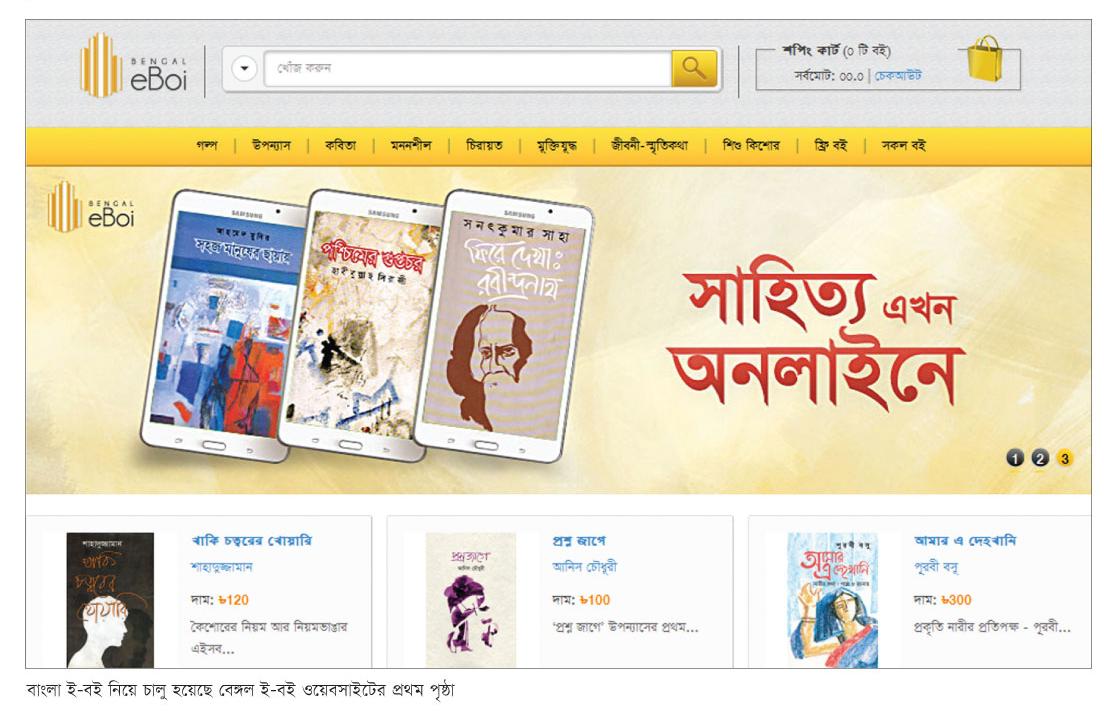 BENGAL
eBoi
খোঁজ করুন
শপিং কার্ট (০ টি বই)
সর্বমোট: ০০.০ | চেকআউট
গল্প | উপন্যাস | কবিতা | মননশীল | চিরায়ত | মুক্তিযুদ্ধ | জীবনী-স্মৃতিকথা | শিশু কিশোর | ফ্রি বই | সকল বই
BENGAL
eBoi
SAMSUNG
আহমেদ মুনির
সহজ মানুষের ছায়ায়
SAMSUNG
পশ্চিমের গুপ্তচর
হাবীবুল্লাহ সিরাজী
SAMSUNG
সনৎকুমার সাহা
ফিরে দেখা:
রবীন্দ্রনাথ
সাহিত্য এখন
অনলাইনে
1 2 3
শাহাদুজ্জামান
খাকি
চত্বরের
খোয়ারি
খাকি চত্বরের খোয়ারি
শাহাদুজ্জামান
দাম: ৳120
কৈশোরের নিয়ম আর নিয়মভাঙার
এইসব...
প্রশ্ন জাগে
আনিস চৌধুরী
প্রশ্ন জাগে
আনিস চৌধুরী
দাম: ৳100
‘প্রশ্ন জাগে’ উপন্যাসের প্রথম...
পূরবী বসু
আমার
এ দেহখানি
আমার এ দেহখানি
পূরবী বসু
দাম: ৳300
প্রকৃতি নারীর প্রতিপক্ষ - পূরবী...
বাংলা ই-বই নিয়ে চালু হয়েছে বেঙ্গল ই-বই ওয়েবসাইটের প্রথম পৃষ্ঠা